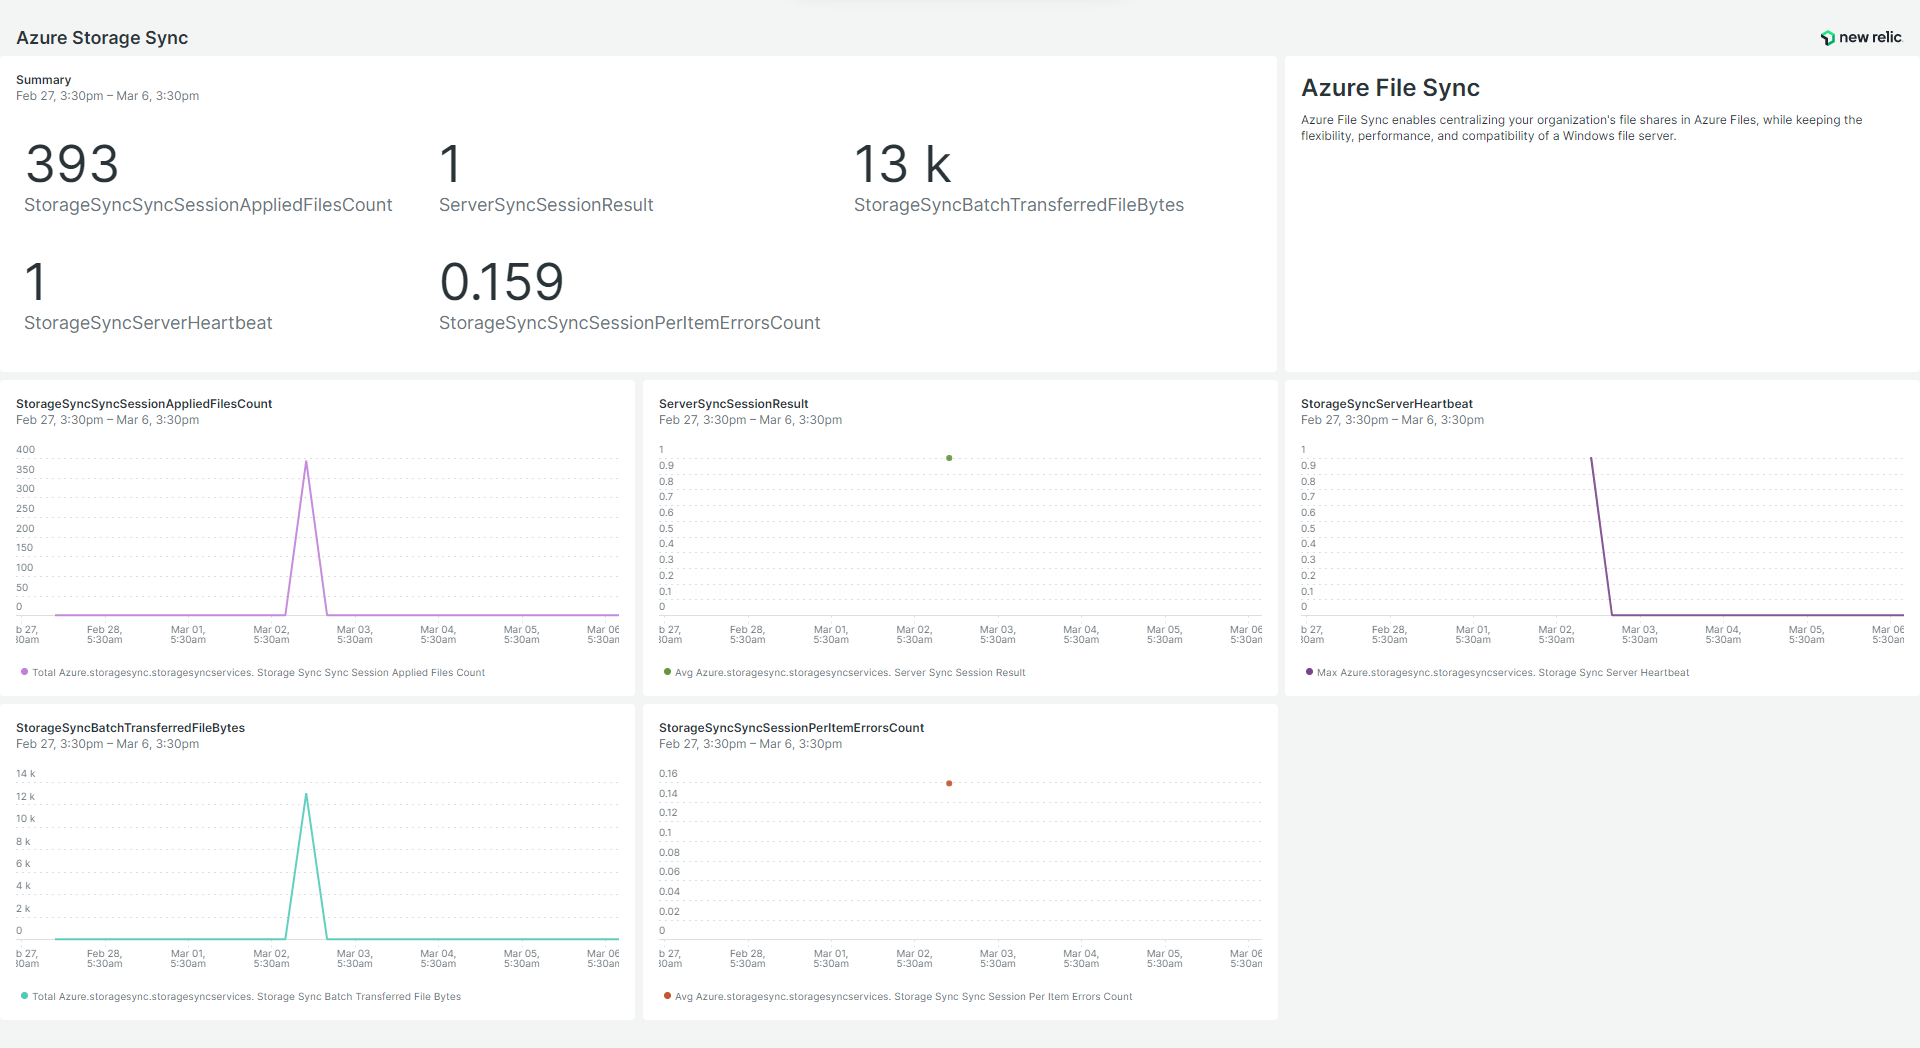 Azure Storage Sync
new relic
Summary
Feb 27, 3:30pm – Mar 6, 3:30pm
393
StorageSyncSyncSessionAppliedFilesCount
1
ServerSyncSessionResult
13 k
StorageSyncBatchTransferredFileBytes
1
StorageSyncServerHeartbeat
0.159
StorageSyncSyncSessionPerItemErrorsCount
Azure File Sync
Azure File Sync enables centralizing your organization's file shares in Azure Files, while keeping the
flexibility, performance, and compatibility of a Windows file server.
StorageSyncSyncSessionAppliedFilesCount
Feb 27, 3:30pm – Mar 6, 3:30pm
400
350
300
250
200
150
100
50
0
b 27, Feb 28, Mar 01, Mar 02, Mar 03, Mar 04, Mar 05, Mar 06
30am 5:30am 5:30am 5:30am 5:30am 5:30am 5:30am 5:30am
Total Azure.storagesync.storagesyncservices. Storage Sync Sync Session Applied Files Count
ServerSyncSessionResult
Feb 27, 3:30pm – Mar 6, 3:30pm
1
0.9
0.8
0.7
0.6
0.5
0.4
0.3
0.2
0.1
0
b 27, Feb 28, Mar 01, Mar 02, Mar 03, Mar 04, Mar 05, Mar 06
30am 5:30am 5:30am 5:30am 5:30am 5:30am 5:30am 5:30am
Avg Azure.storagesync.storagesyncservices. Server Sync Session Result
StorageSyncServerHeartbeat
Feb 27, 3:30pm – Mar 6, 3:30pm
1
0.9
0.8
0.7
0.6
0.5
0.4
0.3
0.2
0.1
0
b 27, Feb 28, Mar 01, Mar 02, Mar 03, Mar 04, Mar 05, Mar 06
30am 5:30am 5:30am 5:30am 5:30am 5:30am 5:30am 5:30am
Max Azure.storagesync.storagesyncservices. Storage Sync Server Heartbeat
StorageSyncBatchTransferredFileBytes
Feb 27, 3:30pm – Mar 6, 3:30pm
14 k
12 k
10 k
8 k
6 k
4 k
2 k
0
b 27, Feb 28, Mar 01, Mar 02, Mar 03, Mar 04, Mar 05, Mar 06
30am 5:30am 5:30am 5:30am 5:30am 5:30am 5:30am 5:30am
Total Azure.storagesync.storagesyncservices. Storage Sync Batch Transferred File Bytes
StorageSyncSyncSessionPerItemErrorsCount
Feb 27, 3:30pm – Mar 6, 3:30pm
0.16
0.14
0.12
0.1
0.08
0.06
0.04
0.02
0
b 27, Feb 28, Mar 01, Mar 02, Mar 03, Mar 04, Mar 05, Mar 06
30am 5:30am 5:30am 5:30am 5:30am 5:30am 5:30am 5:30am
Avg Azure.storagesync.storagesyncservices. Storage Sync Sync Session Per Item Errors Count